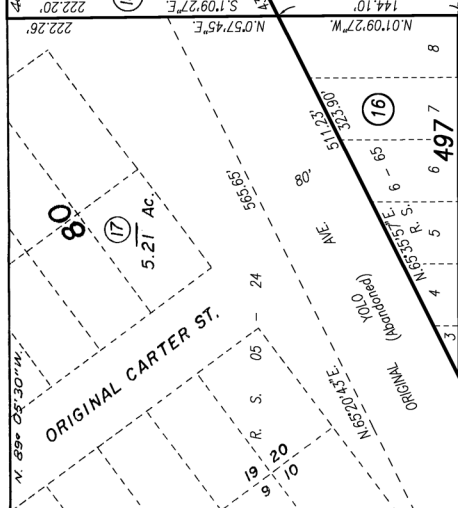 222.26'
222.20'
S.1°09'27"E.
N.0°57'45"E.
N.01°09'27"W.
144.10'
N. 89° 05' 30" W.
80
17
5.21 Ac.
ORIGINAL CARTER ST.
565.65'
80'
511.23'
323.90'
16
8
7
6
5
4
3
497
N.65°35'57"E.
R. S. 6 - 65
ORIGINAL YOLO AVE.
(Abandoned)
N.65°20'43"E.
R. S. 05 - 24
19 20
9 10